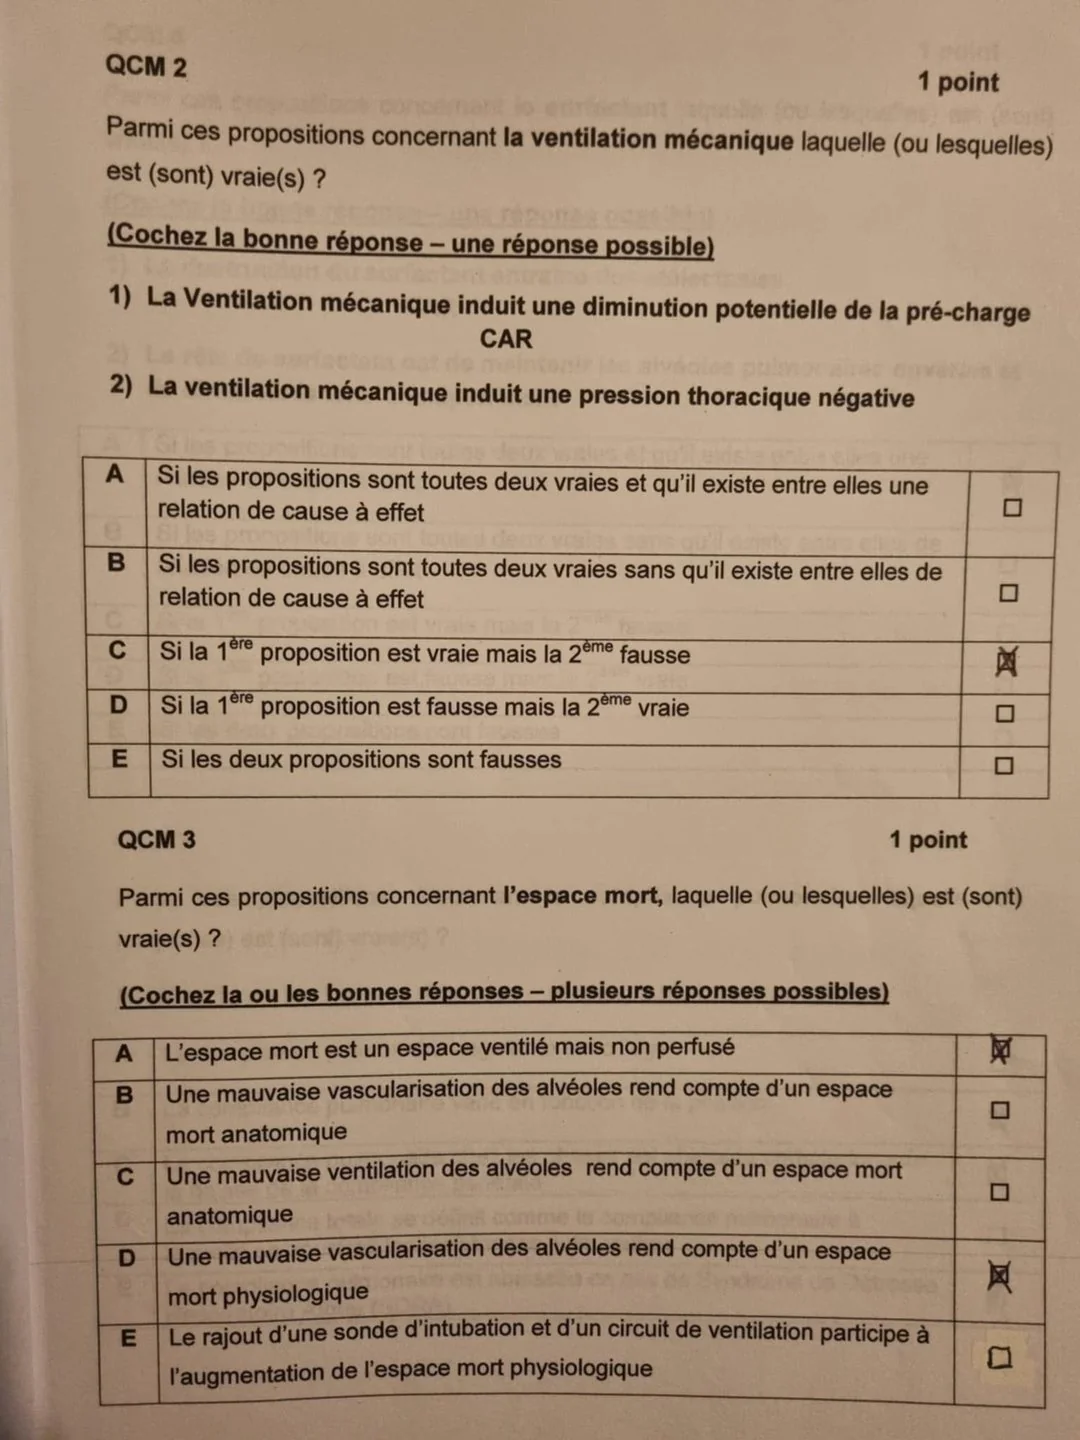 QCM 2
1 point
Parmi ces propositions concernant la ventilation mécanique laquelle (ou lesquelles)
est (sont) vraie(s) ?
(Cochez la bonne réponse – une réponse possible)
1) La Ventilation mécanique induit une diminution potentielle de la pré-charge
CAR
2) La ventilation mécanique induit une pression thoracique négative
A Si les propositions sont toutes deux vraies et qu'il existe entre elles une
relation de cause à effet
B Si les propositions sont toutes deux vraies sans qu'il existe entre elles de
relation de cause à effet
C Si la 1ère proposition est vraie mais la 2ème fausse
D Si la 1ère proposition est fausse mais la 2ème vraie
E Si les deux propositions sont fausses
QCM 3
1 point
Parmi ces propositions concernant l'espace mort, laquelle (ou lesquelles) est (sont)
vraie(s) ?
(Cochez la ou les bonnes réponses – plusieurs réponses possibles)
A L'espace mort est un espace ventilé mais non perfusé
B Une mauvaise vascularisation des alvéoles rend compte d'un espace
mort anatomique
C Une mauvaise ventilation des alvéoles rend compte d'un espace mort
anatomique
D Une mauvaise vascularisation des alvéoles rend compte d'un espace
mort physiologique
E Le rajout d'une sonde d'intubation et d'un circuit de ventilation participe à
l'augmentation de l'espace mort physiologique